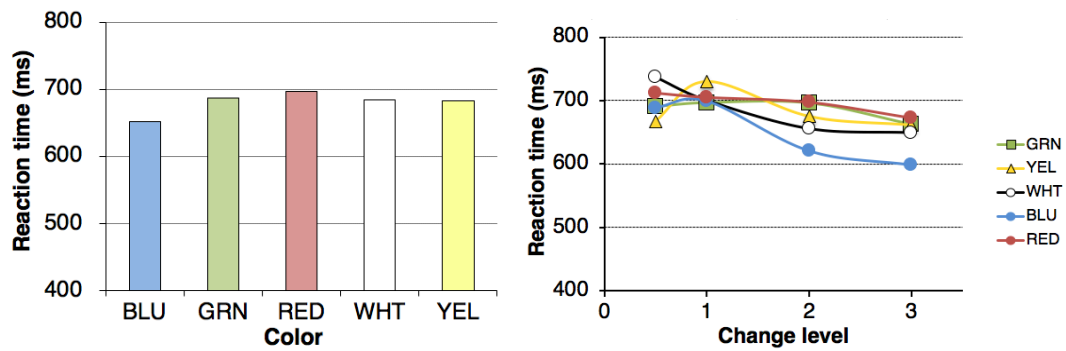 800
700
600
500
400
Reaction time (ms)
BLU GRN RED WHT YEL
Color
800
700
600
500
400
Reaction time (ms)
0 1 2 3
Change level
GRN
YEL
WHT
BLU
RED